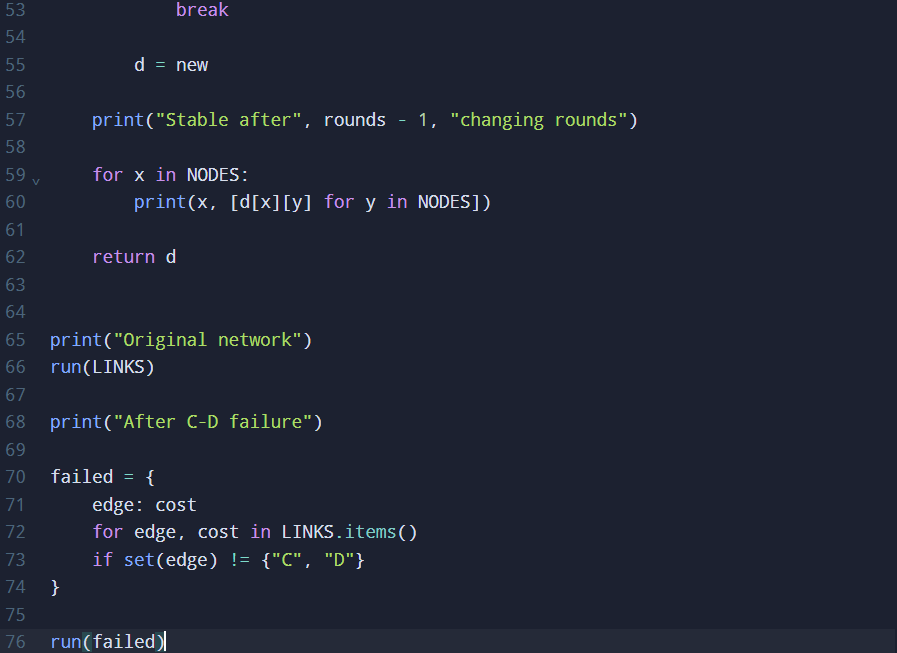 53 break
54
55 d = new
56
57 print("Stable after", rounds - 1, "changing rounds")
58
59 for x in NODES:
60 print(x, [d[x][y] for y in NODES])
61
62 return d
63
64
65 print("Original network")
66 run(LINKS)
67
68 print("After C-D failure")
69
70 failed = {
71 edge: cost
72 for edge, cost in LINKS.items()
73 if set(edge) != {"C", "D"}
74 }
75
76 run(failed)